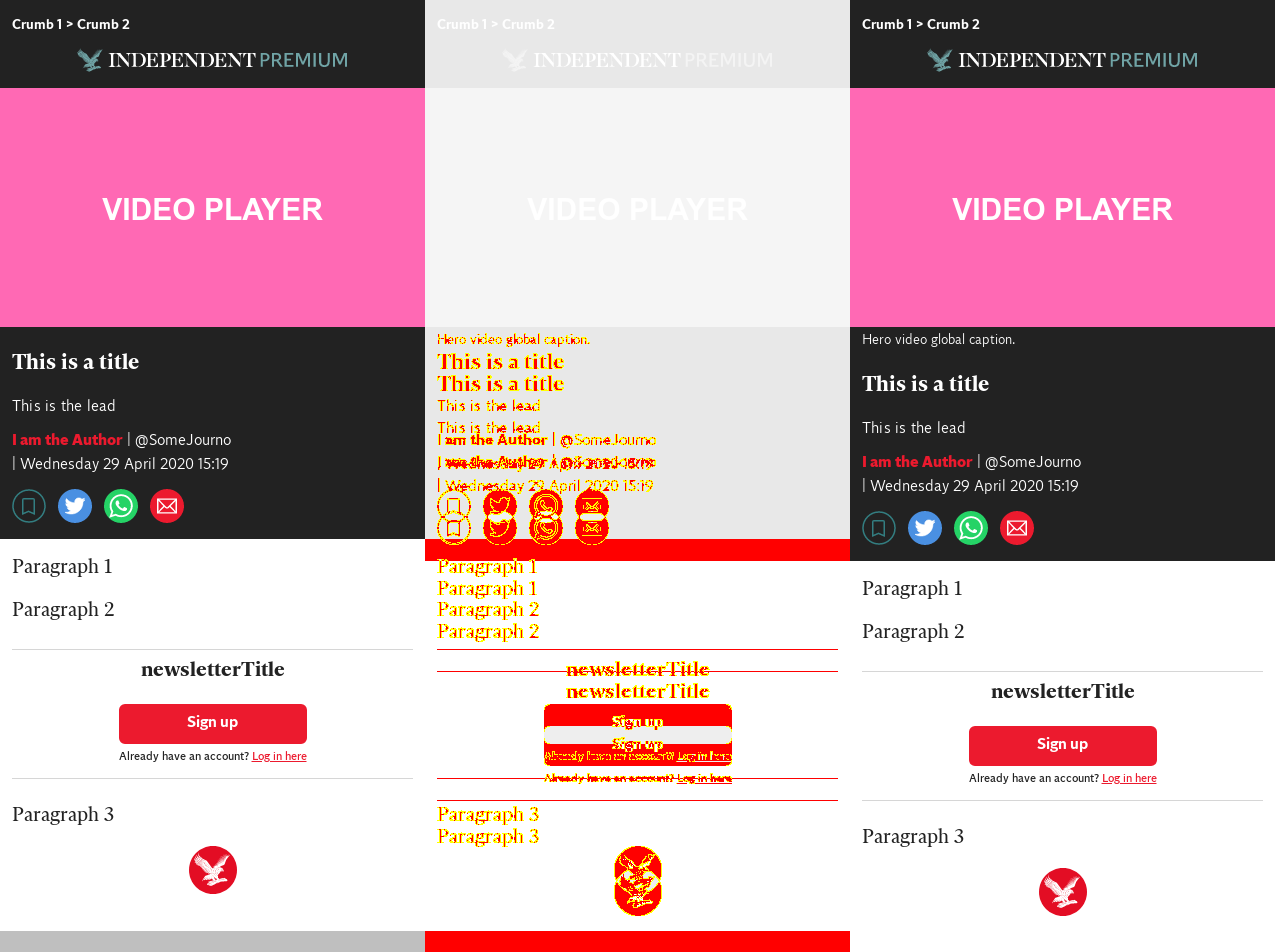 Crumb 1 > Crumb 2
INDEPENDENT PREMIUM
VIDEO PLAYER
This is a title
This is the lead
I am the Author | @SomeJourno
| Wednesday 29 April 2020 15:19
Paragraph 1
Paragraph 2
newsletterTitle
Sign up
Already have an account? Log in here
Paragraph 3
Crumb 1 > Crumb 2
INDEPENDENT PREMIUM
VIDEO PLAYER
Hero video global caption.
This is a title
This is a title
This is the lead
This is the lead
I am the Author | @SomeJourno
| Wednesday 29 April 2020 15:19
Paragraph 1
Paragraph 1
Paragraph 2
Paragraph 2
newsletterTitle
newsletterTitle
Sign up
Sign up
Already have an account? Log in here
Already have an account? Log in here
Paragraph 3
Paragraph 3
Crumb 1 > Crumb 2
INDEPENDENT PREMIUM
VIDEO PLAYER
Hero video global caption.
This is a title
This is the lead
I am the Author | @SomeJourno
| Wednesday 29 April 2020 15:19
Paragraph 1
Paragraph 2
newsletterTitle
Sign up
Already have an account? Log in here
Paragraph 3